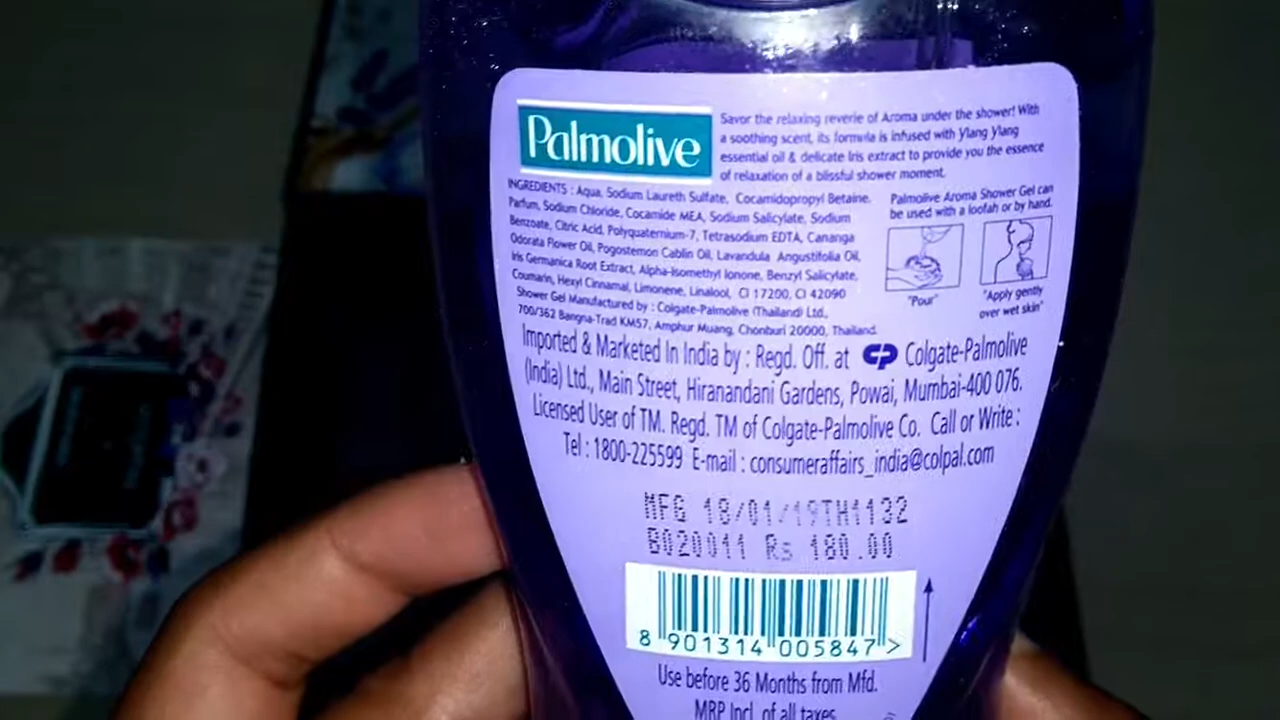 Palmolive
Savor the relaxing reverie of Aroma under the shower! With
a soothing scent, its formula is infused with Ylang Ylang
essential oil & delicate Iris extract to provide you the essence
of relaxation of a blissful shower moment.
INGREDIENTS : Aqua, Sodium Laureth Sulfate, Cocamidopropyl Betaine,
Parfum, Sodium Chloride, Cocamide MEA, Sodium Salicylate, Sodium
Benzoate, Citric Acid, Polyquaternium-7, Tetrasodium EDTA, Cananga
Odorata Flower Oil, Pogostemon Cablin Oil, Lavandula Angustifolia Oil,
Iris Germanica Root Extract, Alpha-Isomethyl Ionone, Benzyl Salicylate,
Coumarin, Hexyl Cinnamal, Limonene, Linalool, CI 17200, CI 42090
Shower Gel Manufactured by : Colgate-Palmolive (Thailand) Ltd.,
700/362 Bangna-Trad KM57, Amphur Muang, Chonburi 20000, Thailand.
Palmolive Aroma Shower Gel can
be used with a loofah or by hand.
"Pour"
"Apply gently
over wet skin"
Imported & Marketed In India by : Regd. Off. at CP Colgate-Palmolive
(India) Ltd., Main Street, Hiranandani Gardens, Powai, Mumbai-400 076.
Licensed User of TM. Regd. TM of Colgate-Palmolive Co. Call or Write :
Tel : 1800-225599 E-mail : consumeraffairs_india@colpal.com
MFG 18/01/19TH1132
B020011 Rs 180.00
8 901314 005847 >
Use before 36 Months from Mfd.
MRP Incl. of all taxes